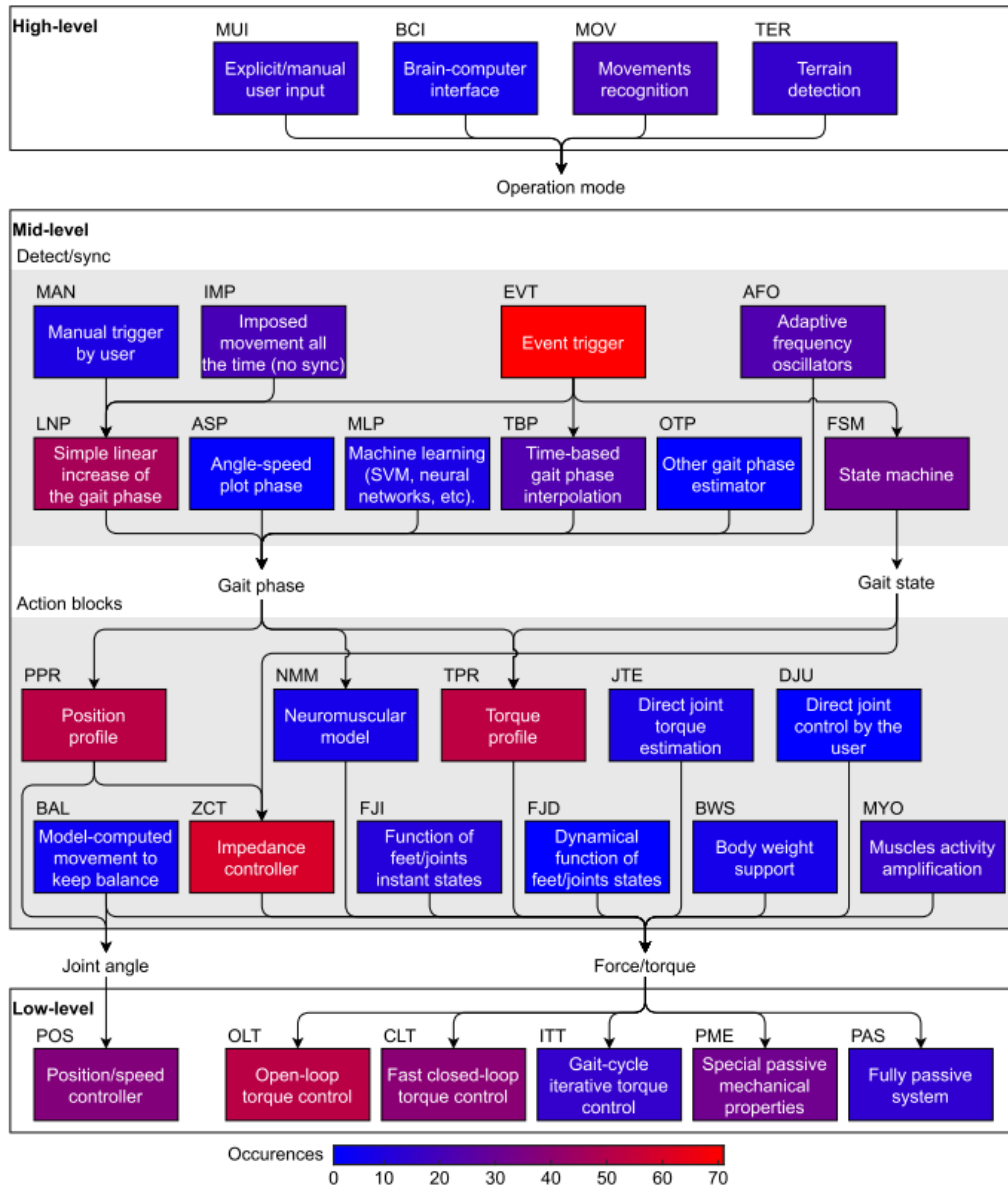 High-level
MUI
BCI
MOV
TER
Explicit/manual
user input
Brain-computer
interface
Movements
recognition
Terrain
detection
Operation mode
Mid-level
Detect/sync
MAN
IMP
EVT
AFO
Manual trigger
by user
Imposed
movement all
the time (no sync)
Event trigger
Adaptive
frequency
oscillators
LNP
ASP
MLP
TBP
OTP
FSM
Simple linear
increase of
the gait phase
Angle-speed
plot phase
Machine learning
(SVM, neural
networks, etc).
Time-based
gait phase
interpolation
Other gait phase
estimator
State machine
Gait phase
Gait state
Action blocks
PPR
NMM
TPR
JTE
DJU
Position
profile
Neuromuscular
model
Torque
profile
Direct joint
torque
estimation
Direct joint
control by the
user
BAL
ZCT
FJI
FJD
BWS
MYO
Model-computed
movement to
keep balance
Impedance
controller
Function of
feet/joints
instant states
Dynamical
function of
feet/joints states
Body weight
support
Muscles activity
amplification
Joint angle
Force/torque
Low-level
POS
OLT
CLT
ITT
PME
PAS
Position/speed
controller
Open-loop
torque control
Fast closed-loop
torque control
Gait-cycle
iterative torque
control
Special passive
mechanical
properties
Fully passive
system
Occurences
0 10 20 30 40 50 60 70